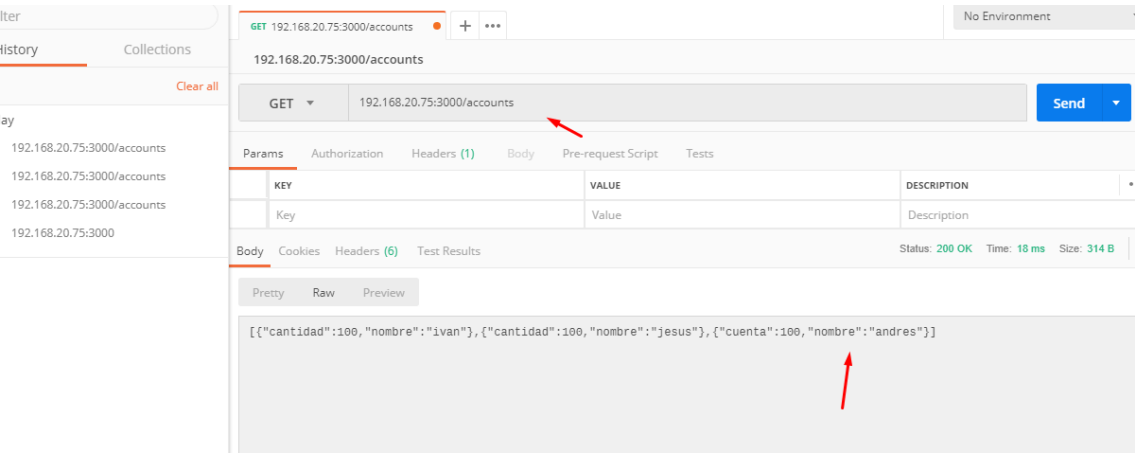 lter
GET 192.168.20.75:3000/accounts
No Environment
History
Collections
192.168.20.75:3000/accounts
Clear all
GET
192.168.20.75:3000/accounts
Send
ay
192.168.20.75:3000/accounts
192.168.20.75:3000/accounts
192.168.20.75:3000/accounts
192.168.20.75:3000
Params Authorization Headers (1) Body Pre-request Script Tests
KEY VALUE DESCRIPTION
Key Value Description
Body Cookies Headers (6) Test Results Status: 200 OK Time: 18 ms Size: 314 B
Pretty Raw Preview
[{"cantidad":100,"nombre":"ivan"},{"cantidad":100,"nombre":"jesus"},{"cuenta":100,"nombre":"andres"}]